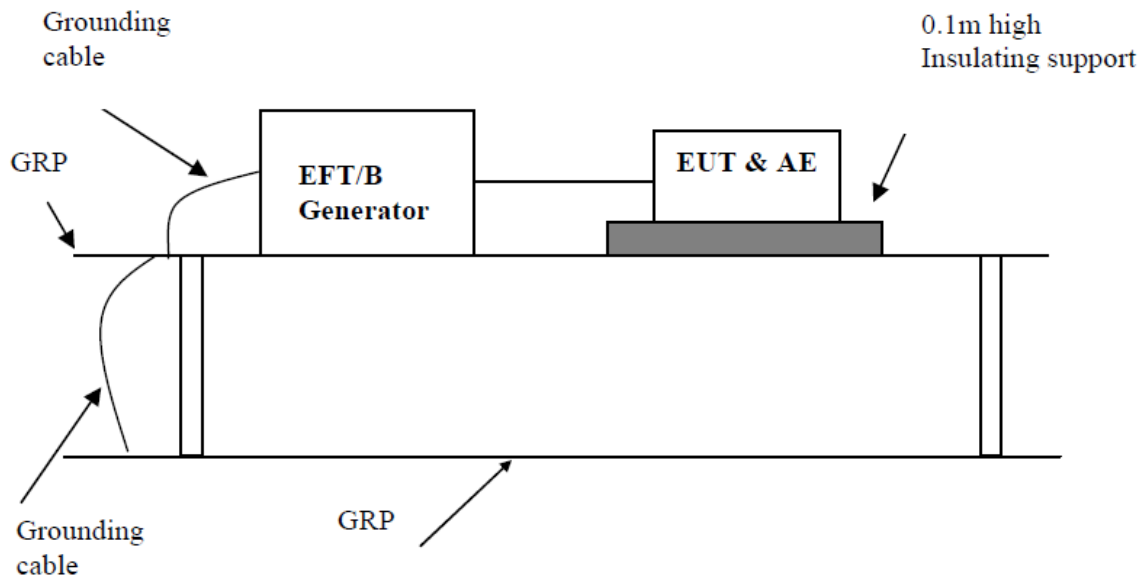 Grounding
cable
0.1m high
Insulating support
GRP
EFT/B
Generator
EUT & AE
Grounding
cable
GRP